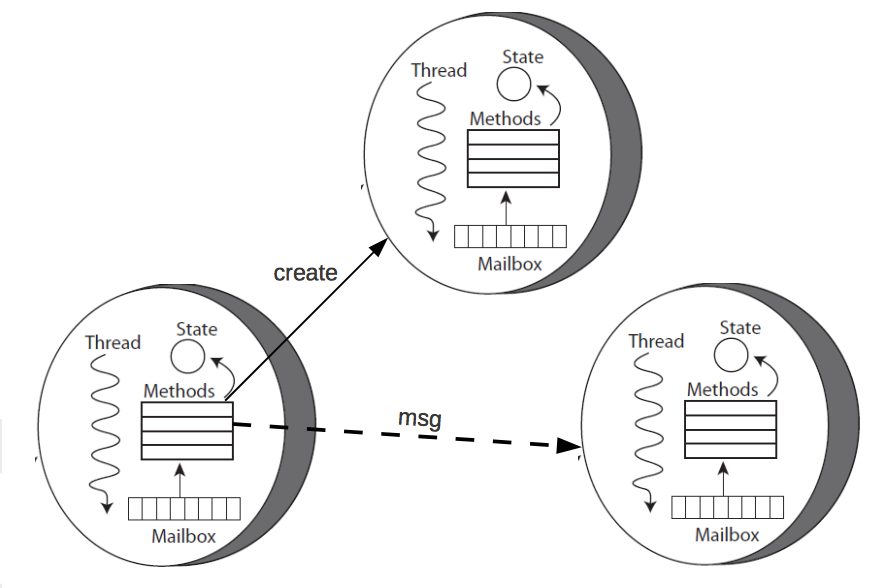 State
Thread
Methods
Mailbox
create
State
Thread
Methods
Mailbox
msg
State
Thread
Methods
Mailbox